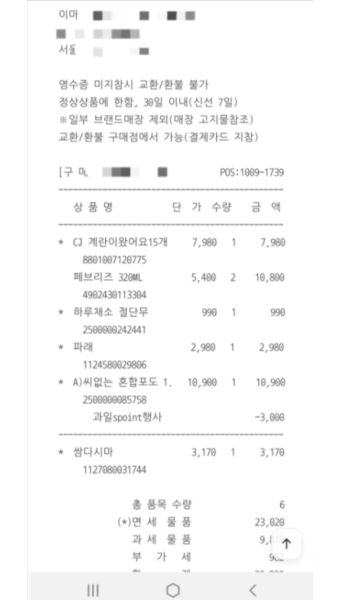 이마
서울
영수증 미지참시 교환/환불 불가
정상상품에 한함, 30일 이내(신선 7일)
※일부 브랜드매장 제외(매장 고지물참조)
교환/환불 구매점에서 가능(결제카드 지참)
[구 매 POS:1009-1739
상 품 명 단 가 수량 금 액
* CJ 계란이왔어요15개 7,980 1 7,980
8801007120775
페브리즈 320ML 5,400 2 10,800
4902430113304
* 하루채소 절단무 990 1 990
2500000242441
* 파래 2,980 1 2,980
1124580029806
* A)씨없는 혼합포도 1. 10,900 1 10,900
2500000085758
과일spoint행사 -3,000
* 쌈다시마 3,170 1 3,170
1127080031744
총 품목 수량 6
(*)면 세 물 품 23,020
과 세 물 품 9,8
부 가 세 982